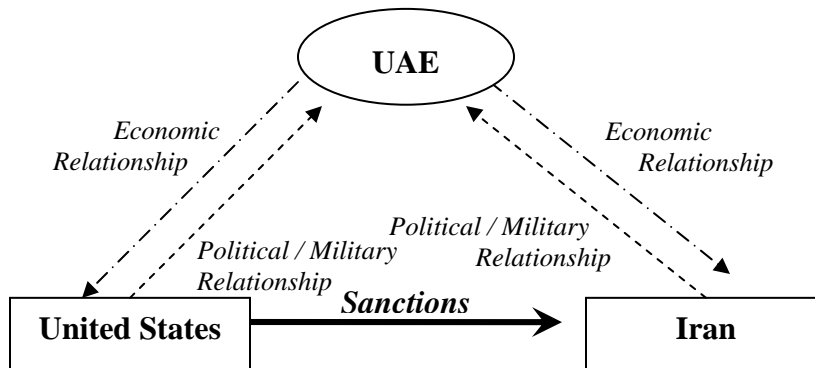 UAE
Economic
Relationship
Economic
Relationship
Political / Military
Relationship
Political / Military
Relationship
Sanctions
United States
Iran